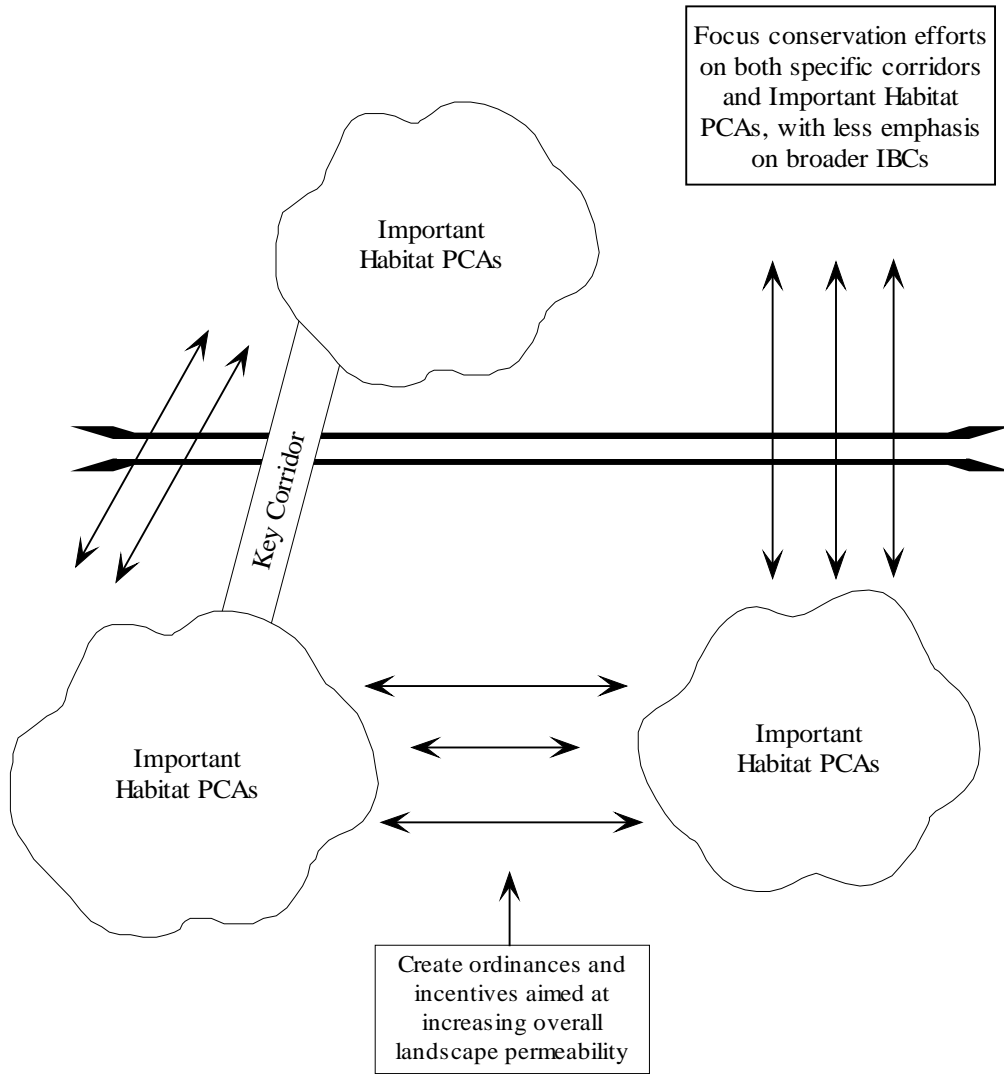 Focus conservation efforts
on both specific corridors
and Important Habitat
PCAs, with less emphasis
on broader IBCs
Important
Habitat PCAs
Key Corridor
Important
Habitat PCAs
Important
Habitat PCAs
Create ordinances and
incentives aimed at
increasing overall
landscape permeability